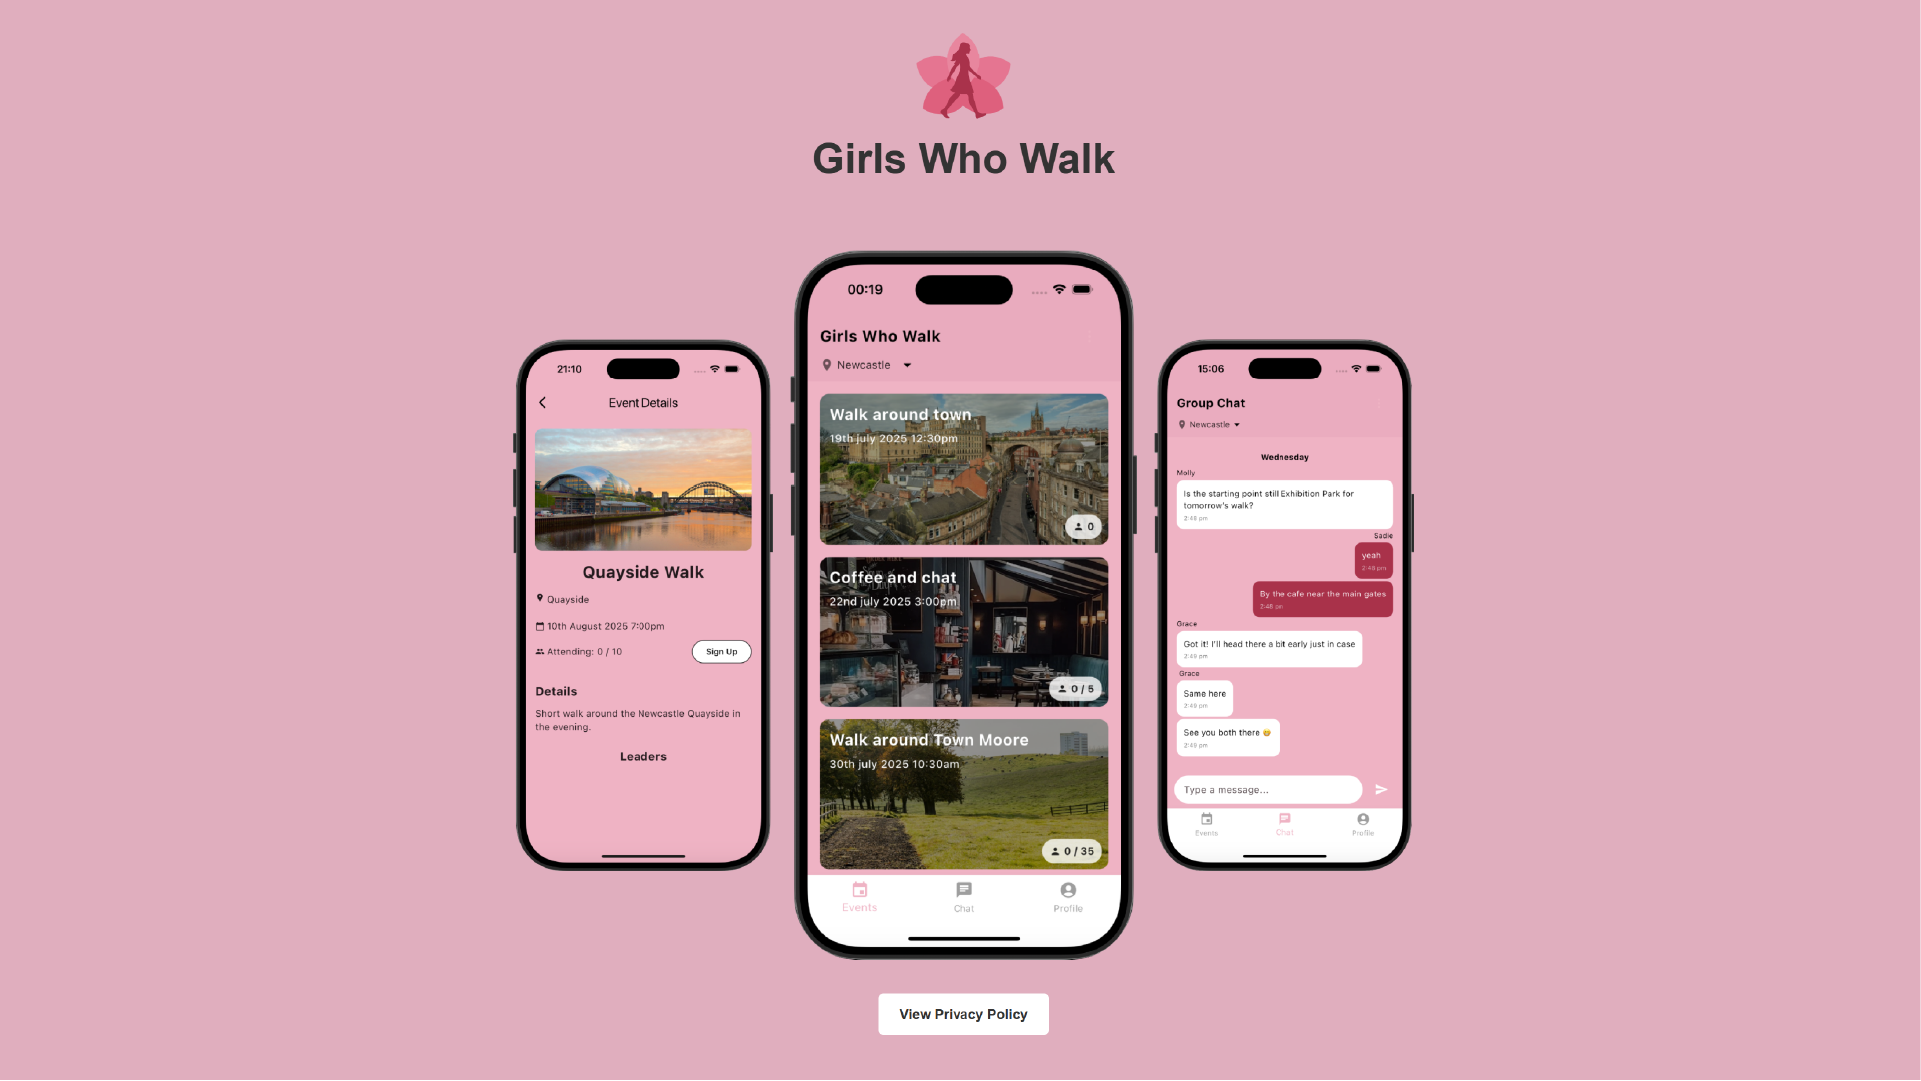 Girls Who Walk
21:10
Event Details
Quayside Walk
Quayside
10th August 2025 7:00pm
Attending: 0 / 10
Sign Up
Details
Short walk around the Newcastle Quayside in
the evening.
Leaders
00:19
Girls Who Walk
Newcastle
Walk around town
19th july 2025 12:30pm
0
Coffee and chat
22nd july 2025 3:00pm
0 / 5
Walk around Town Moore
30th july 2025 10:30am
0 / 35
Events
Chat
Profile
15:06
Group Chat
Newcastle
Wednesday
Molly
Is the starting point still Exhibition Park for
tomorrow's walk?
2:48 pm
Sadie
yeah
2:48 pm
By the cafe near the main gates
2:48 pm
Grace
Got it! I'll head there a bit early just in case
2:49 pm
Grace
Same here
2:49 pm
See you both there 😊
2:49 pm
Type a message...
Events
Chat
Profile
View Privacy Policy